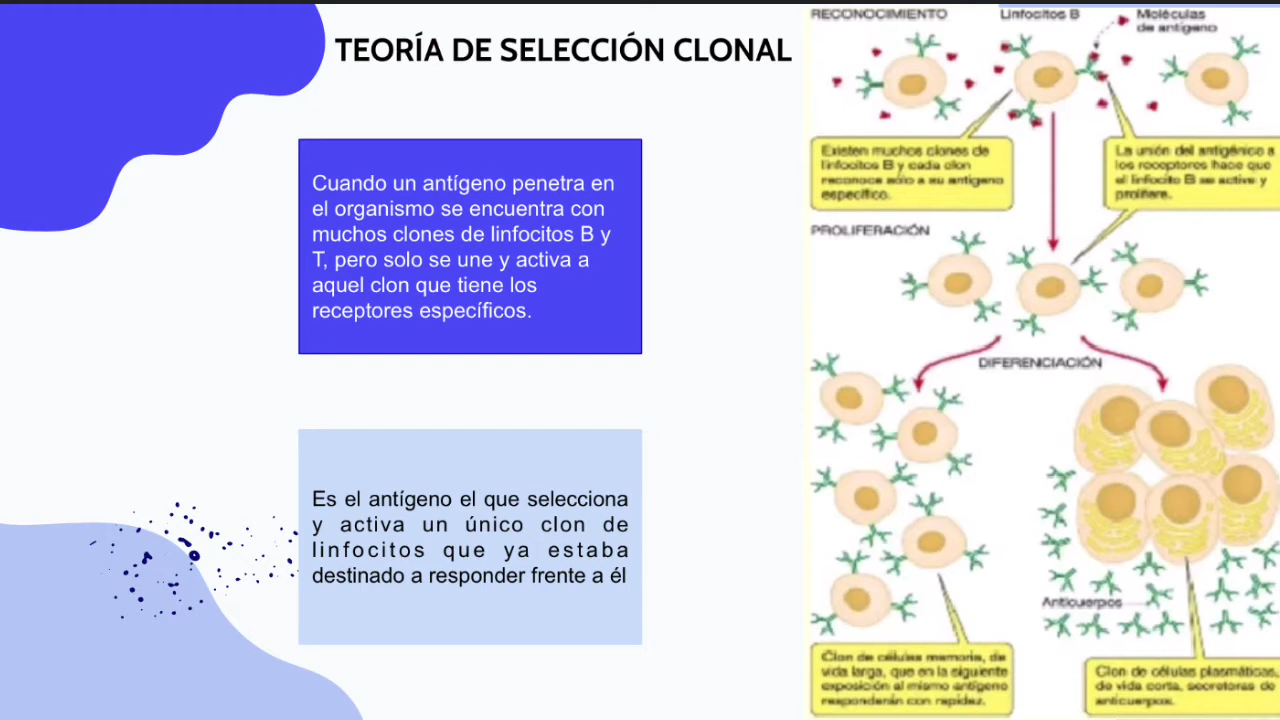 TEORÍA DE SELECCIÓN CLONAL
Cuando un antígeno penetra en
el organismo se encuentra con
muchos clones de linfocitos B y
T, pero solo se une y activa a
aquel clon que tiene los
receptores específicos.
Es el antígeno el que selecciona
y activa un único clon de
linfocitos que ya estaba
destinado a responder frente a él
RECONOCIMIENTO
Linfocitos B
Moléculas
de antígeno
Existen muchos clones de
linfocitos B y cada clon
reconoce sólo a su antígeno
específico.
La unión del antigénico a
los receptores hace que
el linfocito B se active y
prolifere.
PROLIFERACIÓN
DIFERENCIACIÓN
Anticuerpos
Clon de células memoria, de
vida larga, que en la siguiente
exposición al mismo antígeno
responderán con rapidez.
Clon de células plasmáticas,
de vida corta, secretoras de
anticuerpos.